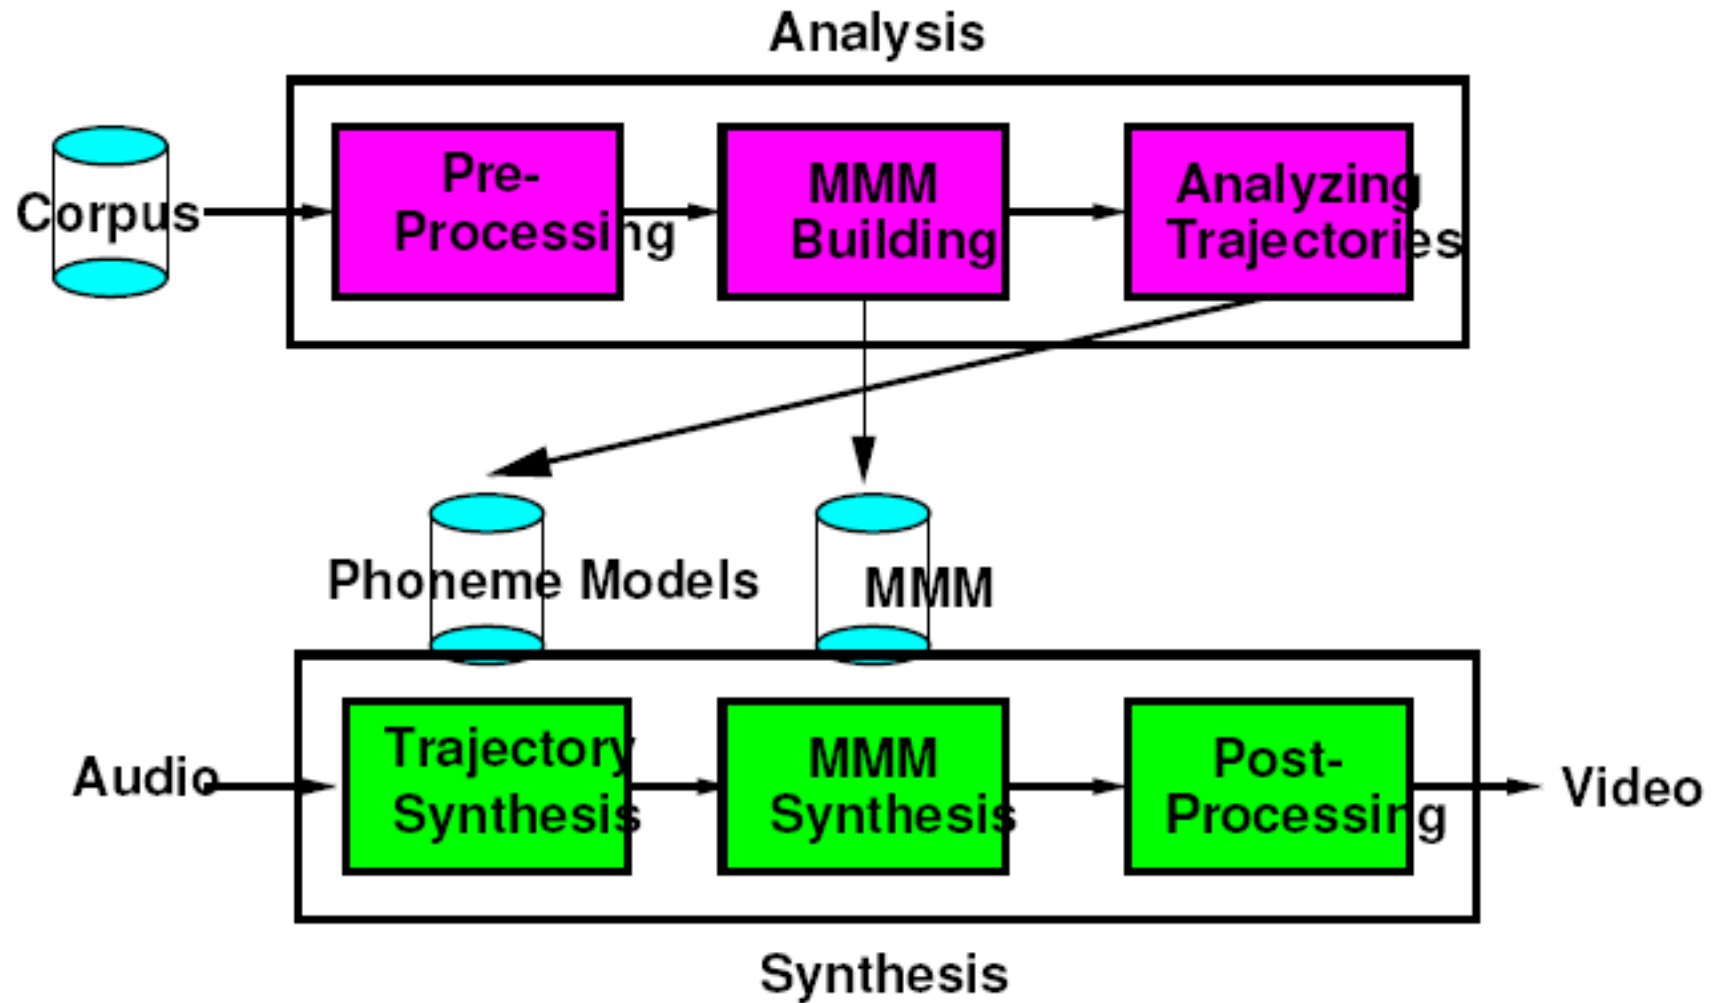 Analysis
Corpus
Pre-
Processing
MMM
Building
Analyzing
Trajectories
Phoneme Models
MMM
Audio
Trajectory
Synthesis
MMM
Synthesis
Post-
Processing
Video
Synthesis